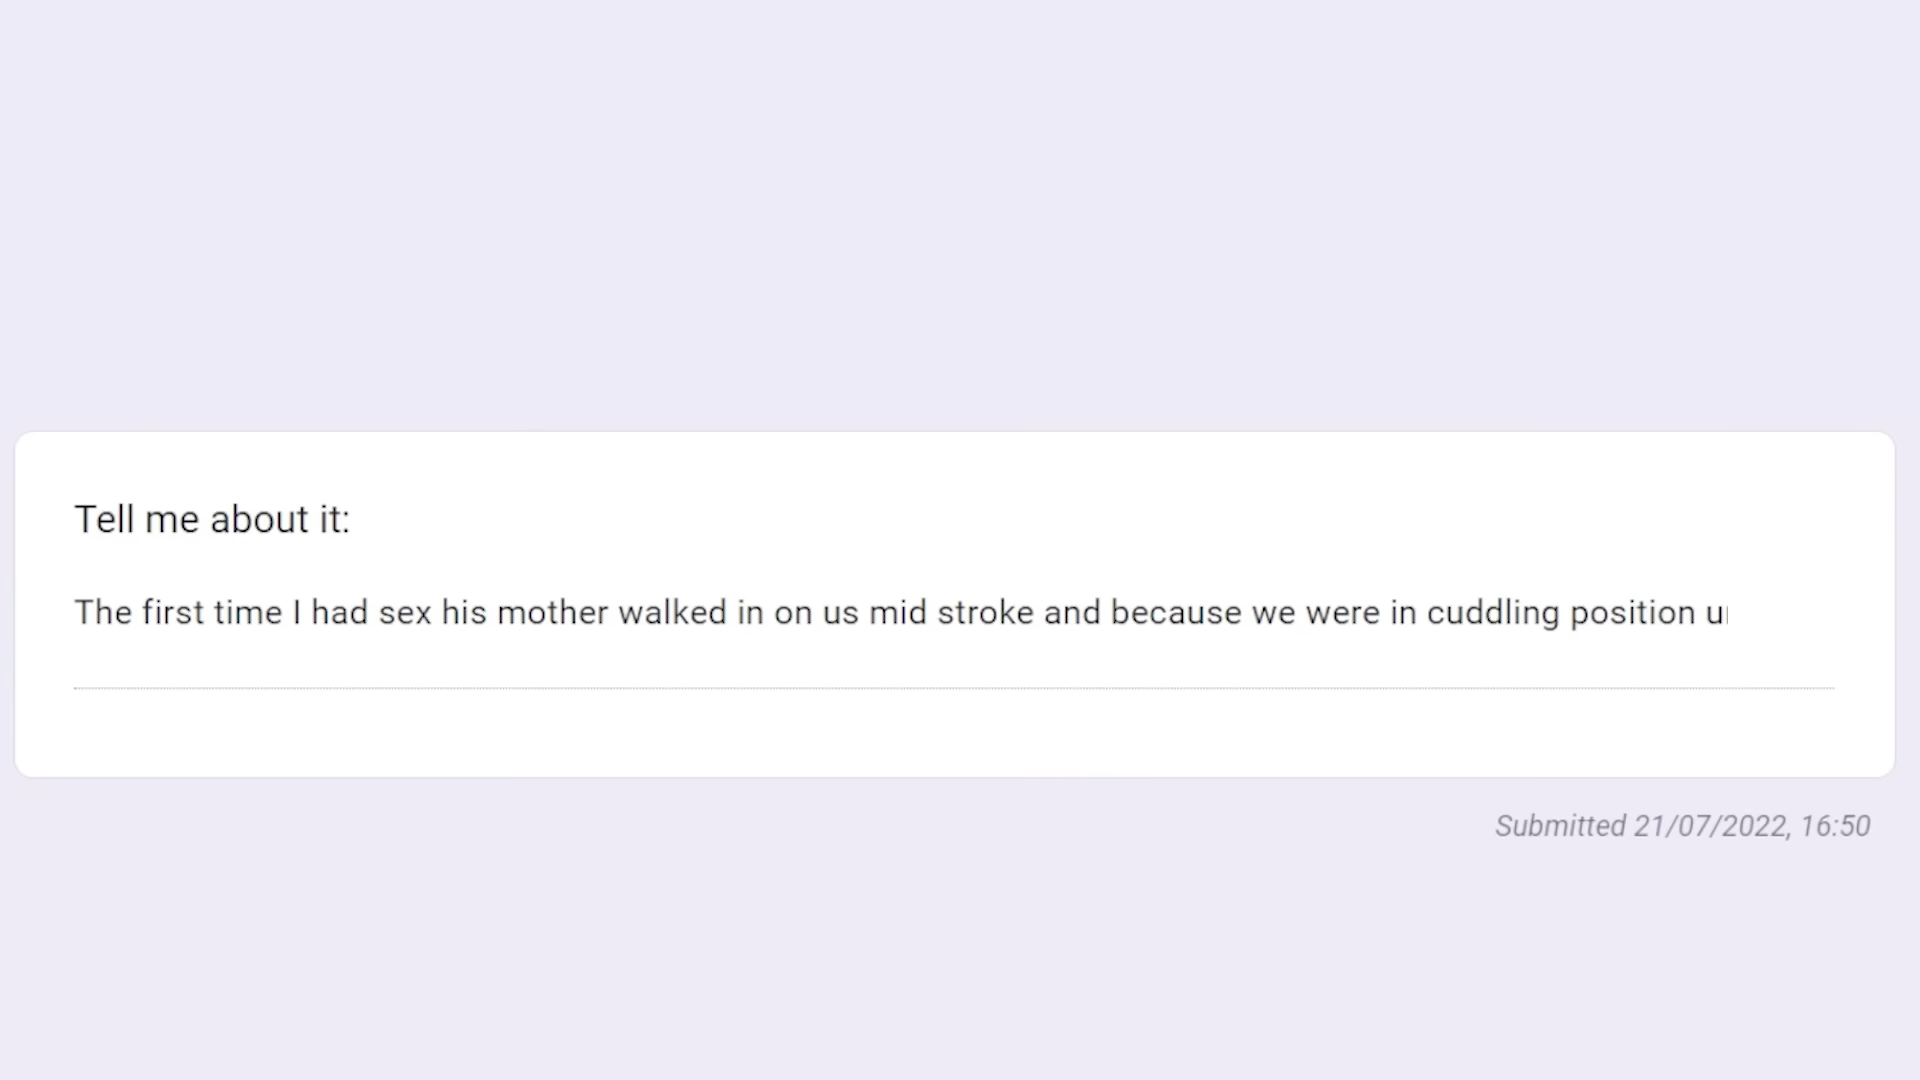 Tell me about it:
The first time I had sex his mother walked in on us mid stroke and because we were in cuddling position
Submitted 21/07/2022, 16:50